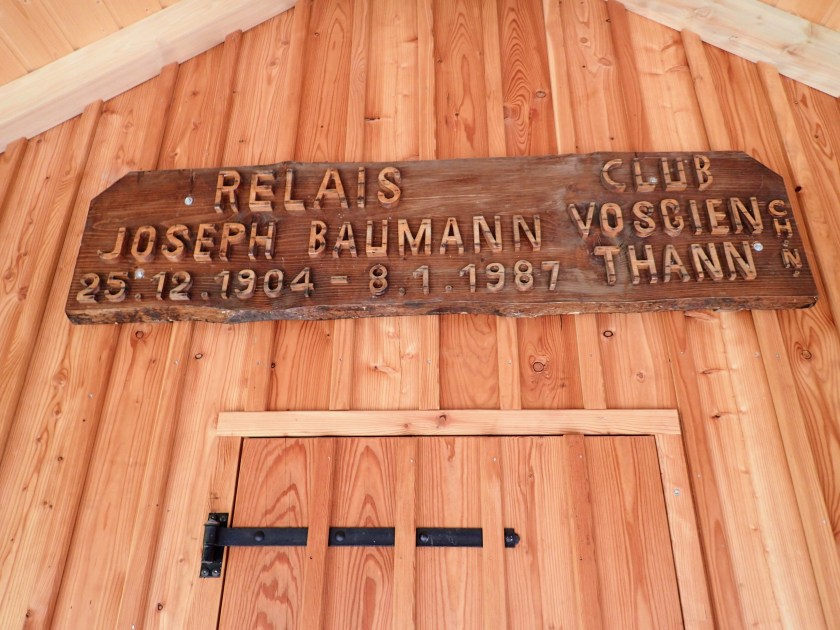 RELAIS
JOSEPH BAUMANN
25.12.1904 - 8.1.1987
CLUB
VOSGIEN
THANN